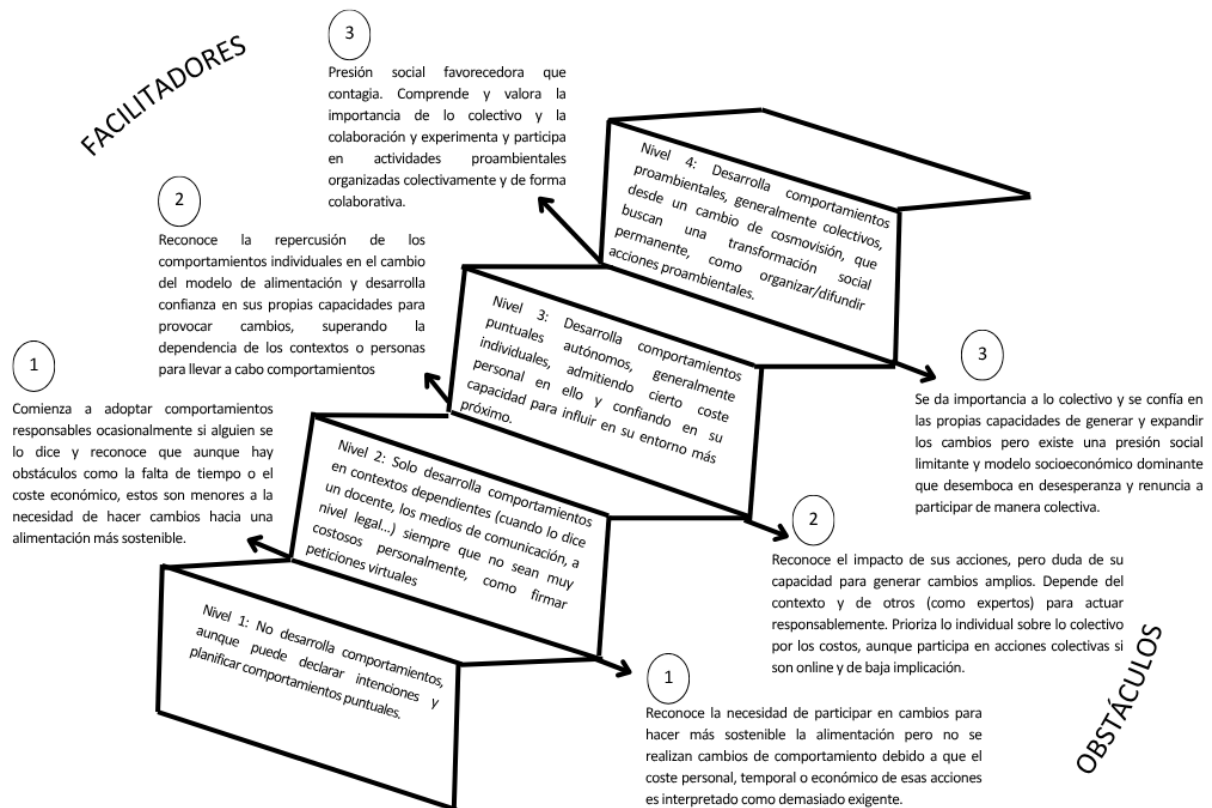 FACILITADORES
3
Presión social favorecedora que
contagia. Comprende y valora la
importancia de lo colectivo y la
colaboración y experimenta y participa
en actividades proambientales
organizadas colectivamente y de forma
colaborativa.
2
Reconoce la repercusión de los
comportamientos individuales en el cambio
del modelo de alimentación y desarrolla
confianza en sus propias capacidades para
provocar cambios, superando la
dependencia de los contextos o personas
para llevar a cabo comportamientos
1
Comienza a adoptar comportamientos
responsables ocasionalmente si alguien se
lo dice y reconoce que aunque hay
obstáculos como la falta de tiempo o el
coste económico, estos son menores a la
necesidad de hacer cambios hacia una
alimentación más sostenible.
Nivel 4: Desarrolla comportamientos
proambientales, generalmente colectivos,
desde un cambio de cosmovisión, que
buscan una transformación social
permanente, como organizar/difundir
acciones proambientales.
Nivel 3: Desarrolla comportamientos
puntuales autónomos, generalmente
individuales, admitiendo cierto coste
personal en ello y confiando en su
capacidad para influir en su entorno más
próximo.
Nivel 2: Solo desarrolla comportamientos
en contextos dependientes (cuando lo dice
un docente, los medios de comunicación, a
nivel legal...) siempre que no sean muy
costosos personalmente, como firmar
peticiones virtuales
Nivel 1: No desarrolla comportamientos,
aunque puede declarar intenciones y
planificar comportamientos puntuales.
3
Se da importancia a lo colectivo y se confía en
las propias capacidades de generar y expandir
los cambios pero existe una presión social
limitante y modelo socioeconómico dominante
que desemboca en desesperanza y renuncia a
participar de manera colectiva.
2
Reconoce el impacto de sus acciones, pero duda de su
capacidad para generar cambios amplios. Depende del
contexto y de otros (como expertos) para actuar
responsablemente. Prioriza lo individual sobre lo colectivo
por los costos, aunque participa en acciones colectivas si
son online y de baja implicación.
1
Reconoce la necesidad de participar en cambios para
hacer más sostenible la alimentación pero no se
realizan cambios de comportamiento debido a que el
coste personal, temporal o económico de esas acciones
es interpretado como demasiado exigente.
OBSTÁCULOS